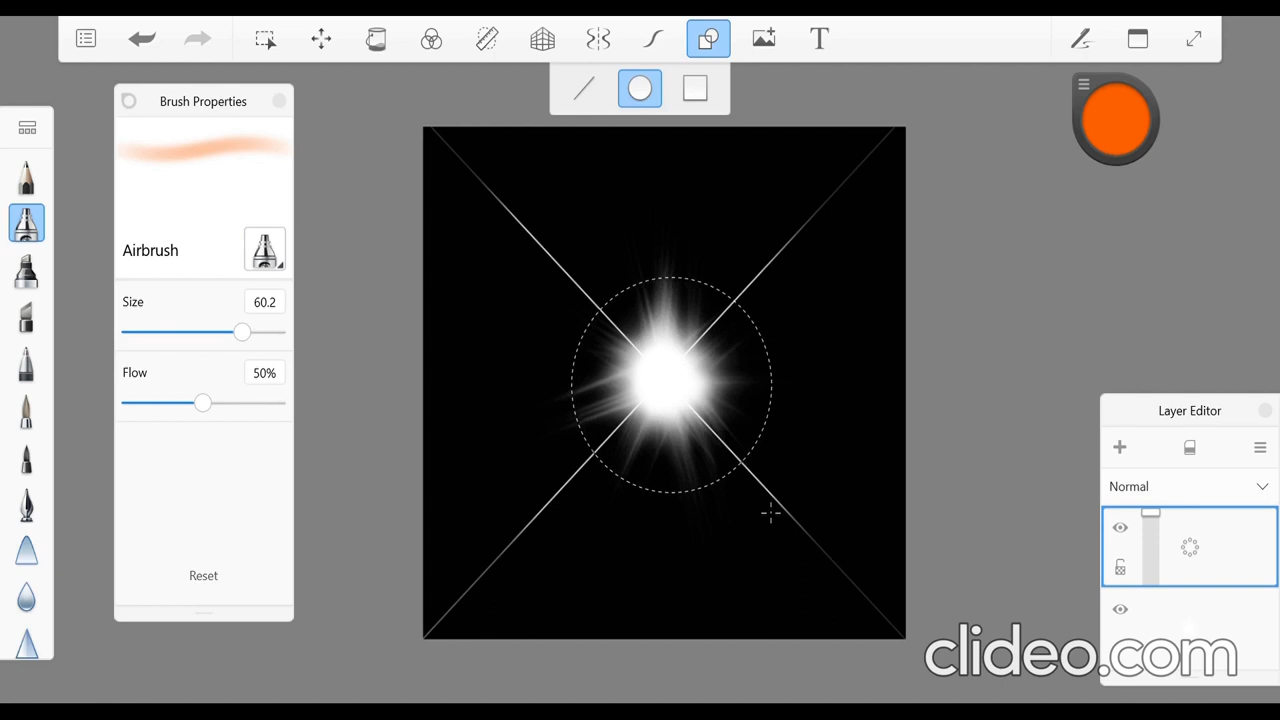 T
Brush Properties
Airbrush
Size
60.2
Flow
50%
Reset
Layer Editor
Normal
clideo.com